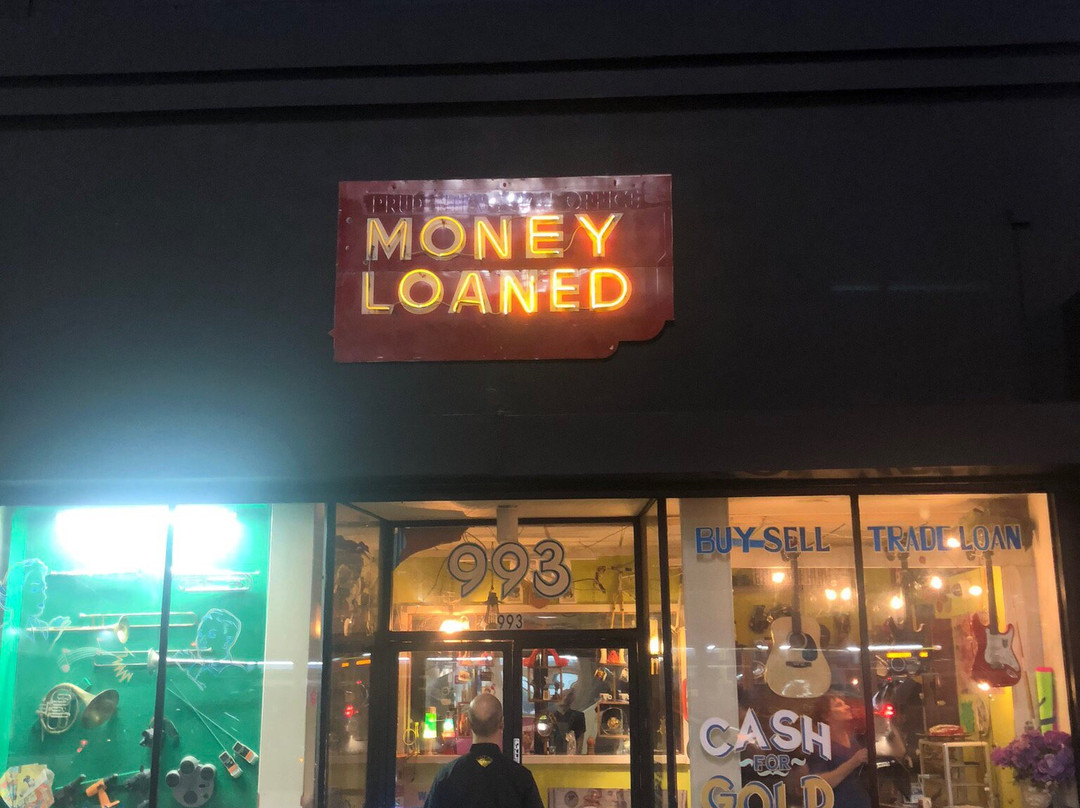 MONEY
LOANED
993
993
BUY-SELL TRADE LOAN
CASH
FOR
GOLD